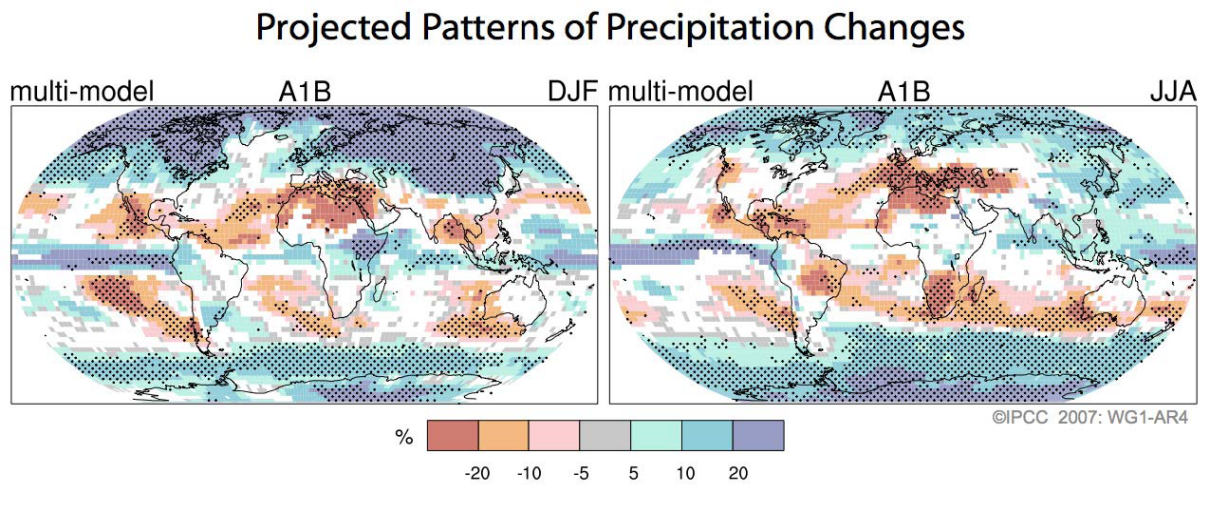 Projected Patterns of Precipitation Changes
multi-model A1B DJF
multi-model A1B JJA
©IPCC 2007: WG1-AR4
%
-20 -10 -5 5 10 20